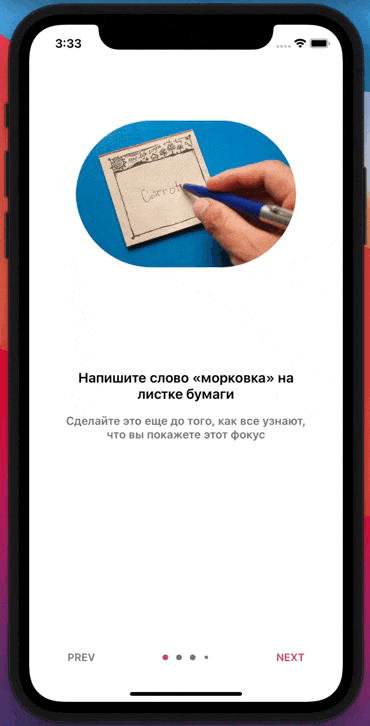 3:33
Carrot
Напишите слово «морковка» на
листке бумаги
Сделайте это еще до того, как все узнают,
что вы покажете этот фокус
PREV
NEXT